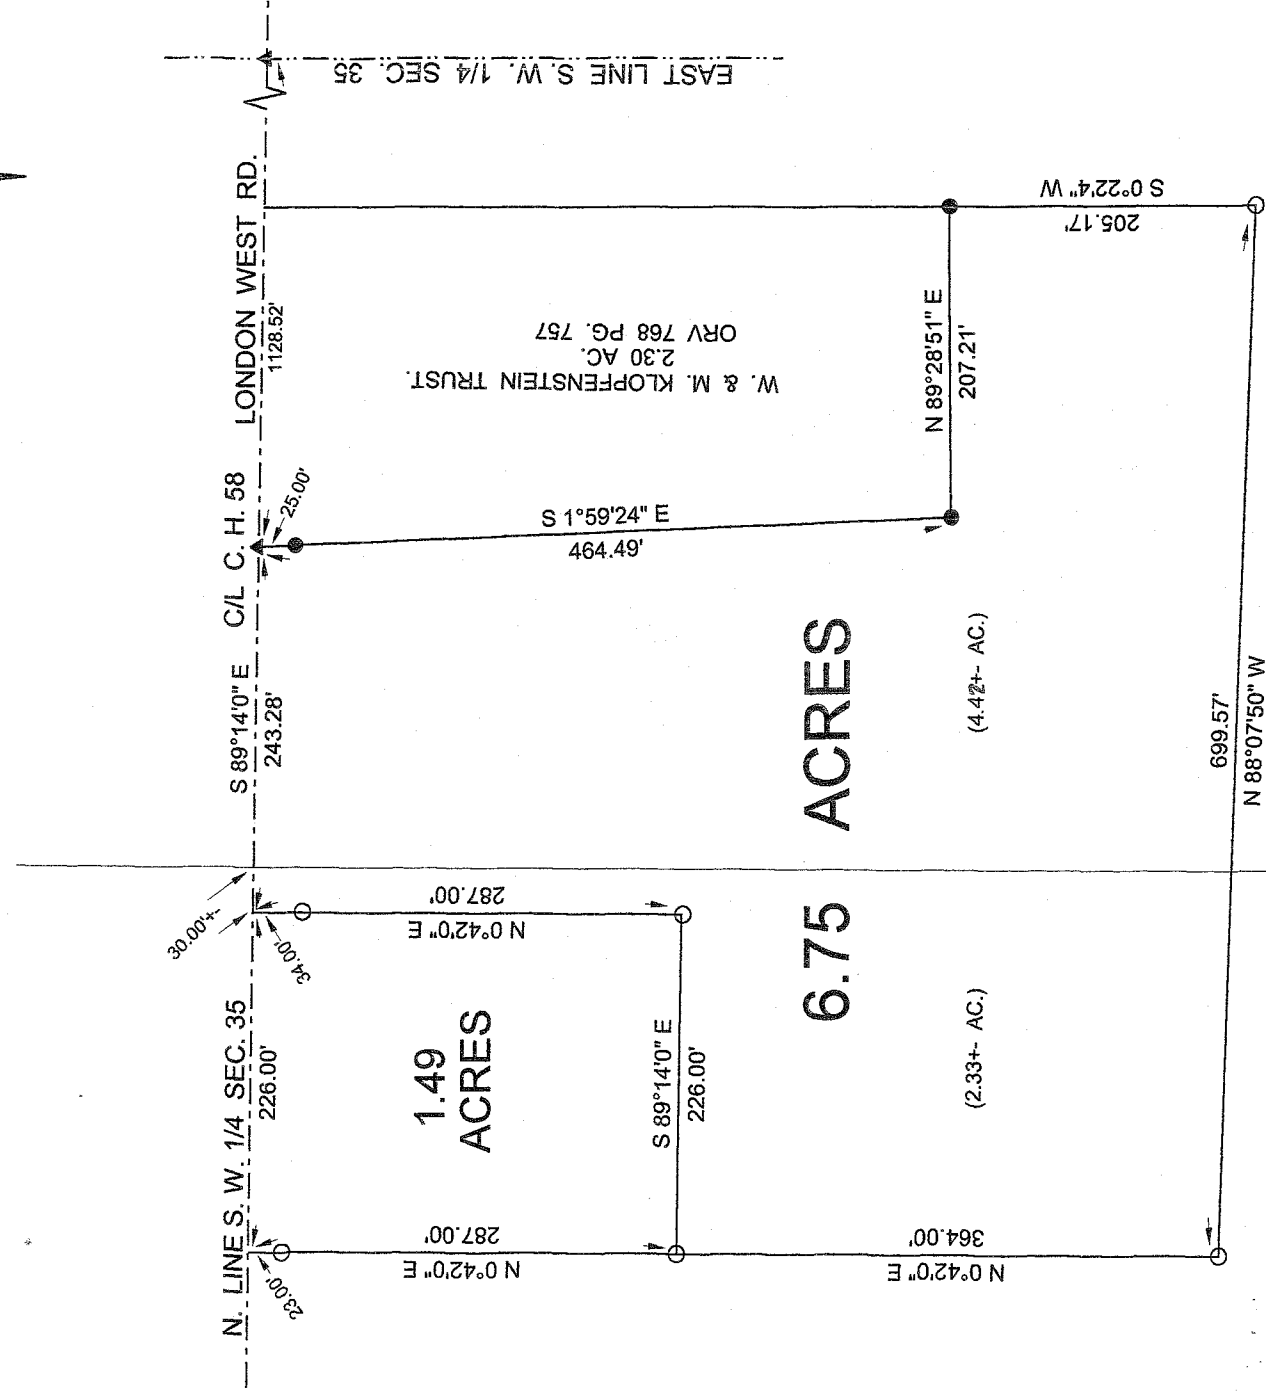 N. LINE S. W. 1/4 SEC. 35
226.00'
30.00'+-
34.00'
23.00'
S 89°14'0" E
243.28'
C/L C. H. 58 LONDON WEST RD.
1128.52'
25.00'
EAST LINE S. W. 1/4 SEC. 35
N 0°42'0" E
287.00'
1.49
ACRES
N 0°42'0" E
287.00'
S 89°14'0" E
226.00'
S 1°59'24" E
464.49'
W. & M. KLOPFENSTEIN TRUST.
2.30 AC.
ORV 768 PG. 757
N 89°28'51" E
207.21'
S 0°22'4" W
205.17'
6.75 ACRES
(2.33+- AC.)
(4.42+- AC.)
N 0°42'0" E
364.00'
699.57'
N 88°07'50" W